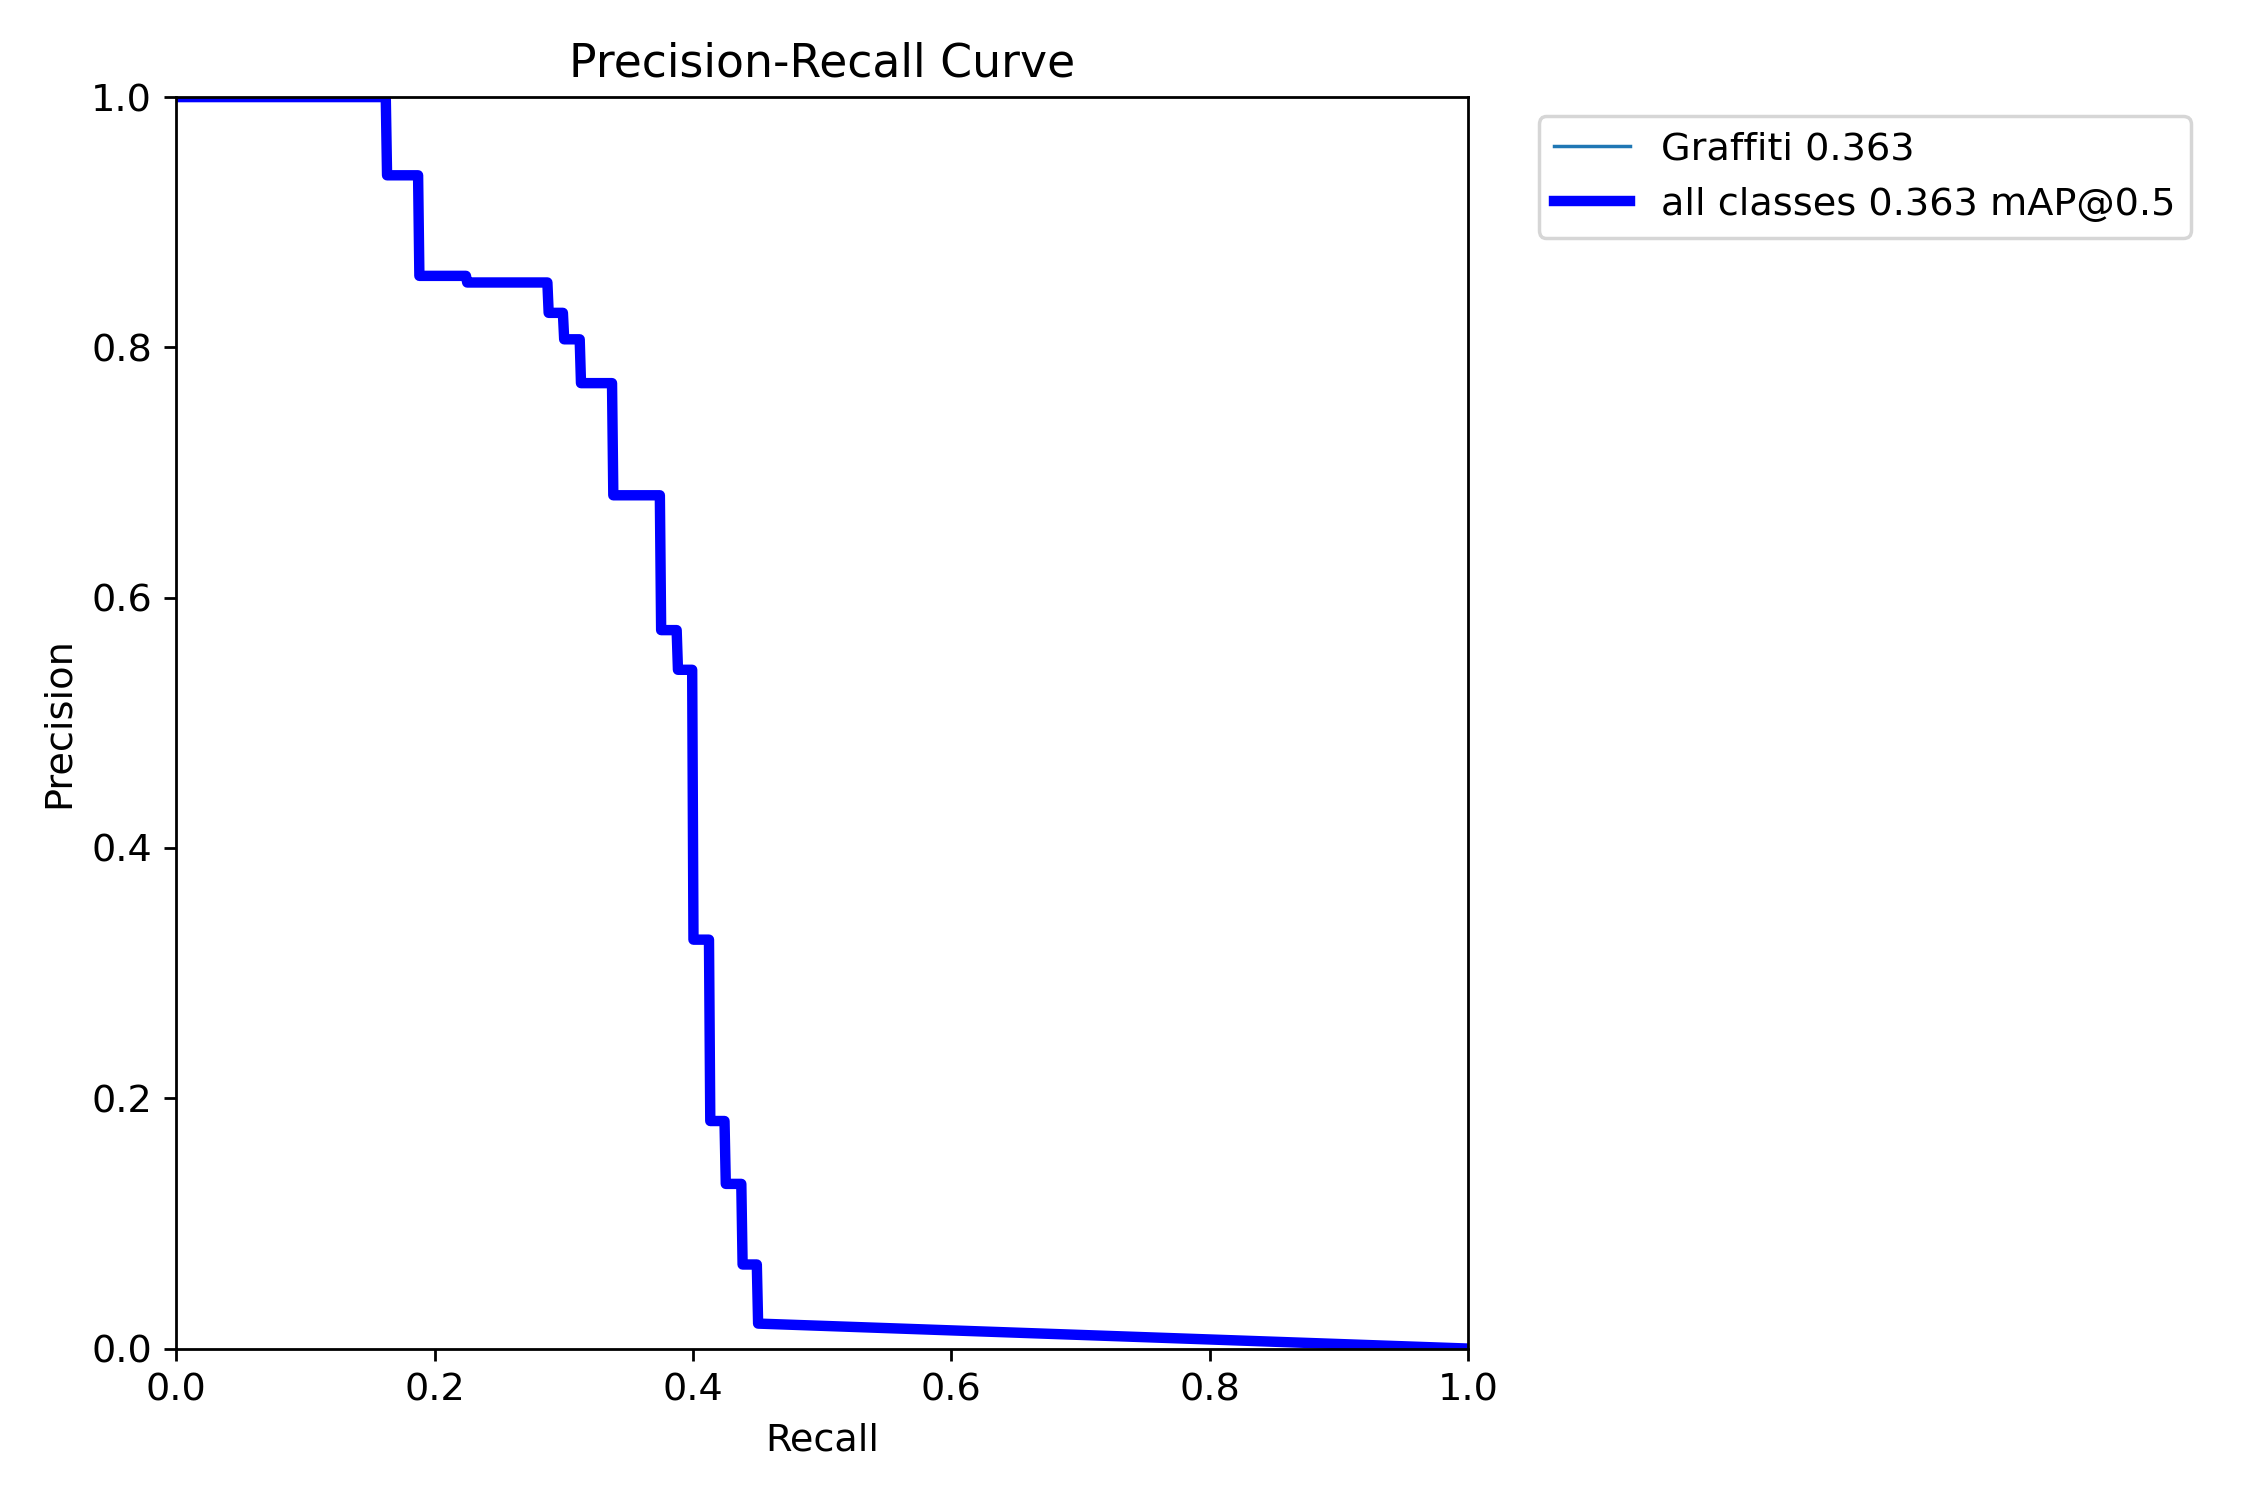 Precision-Recall Curve
1.0
0.8
0.6
0.4
0.2
0.0
Precision
0.0 0.2 0.4 0.6 0.8 1.0
Recall
Graffiti 0.363
all classes 0.363 mAP@0.5